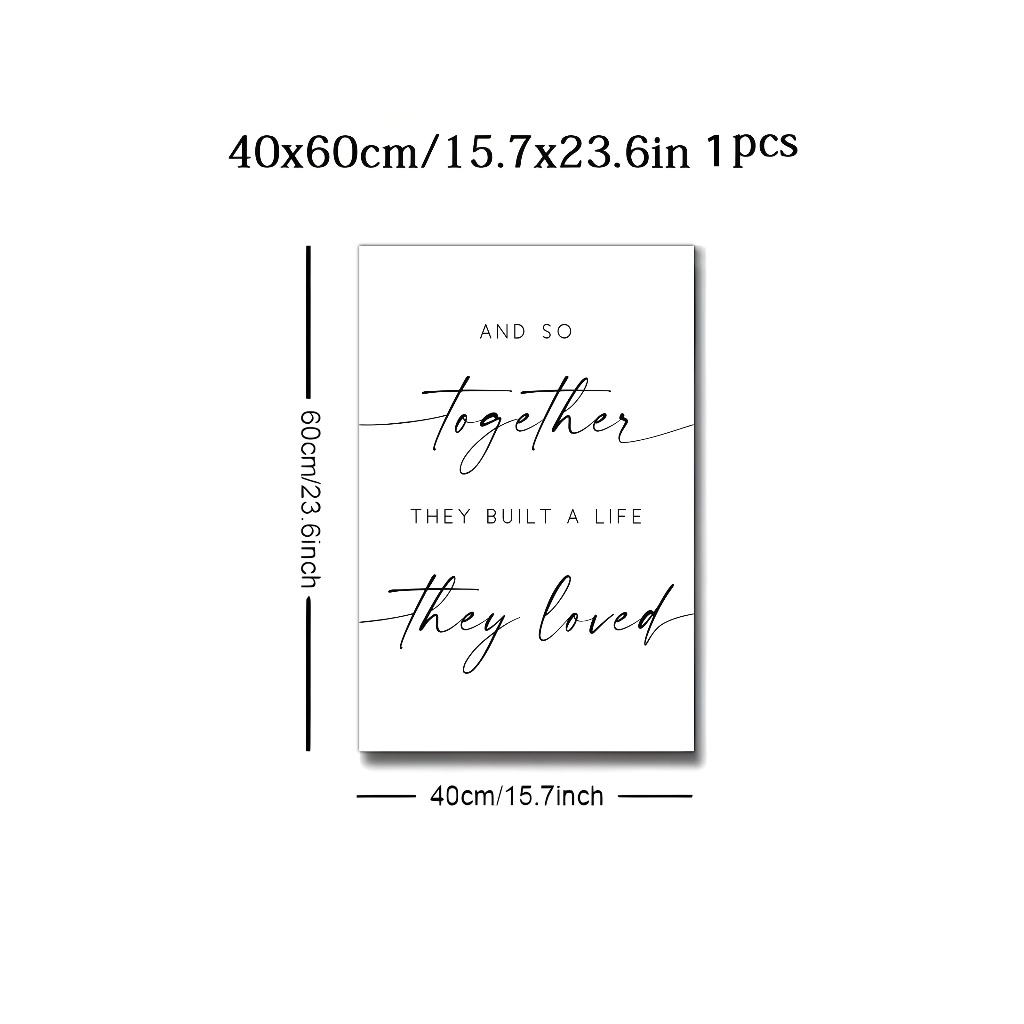 40x60cm/15.7x23.6in 1pcs
AND SO
together
THEY BUILT A LIFE
they loved
60cm/23.6inch
40cm/15.7inch